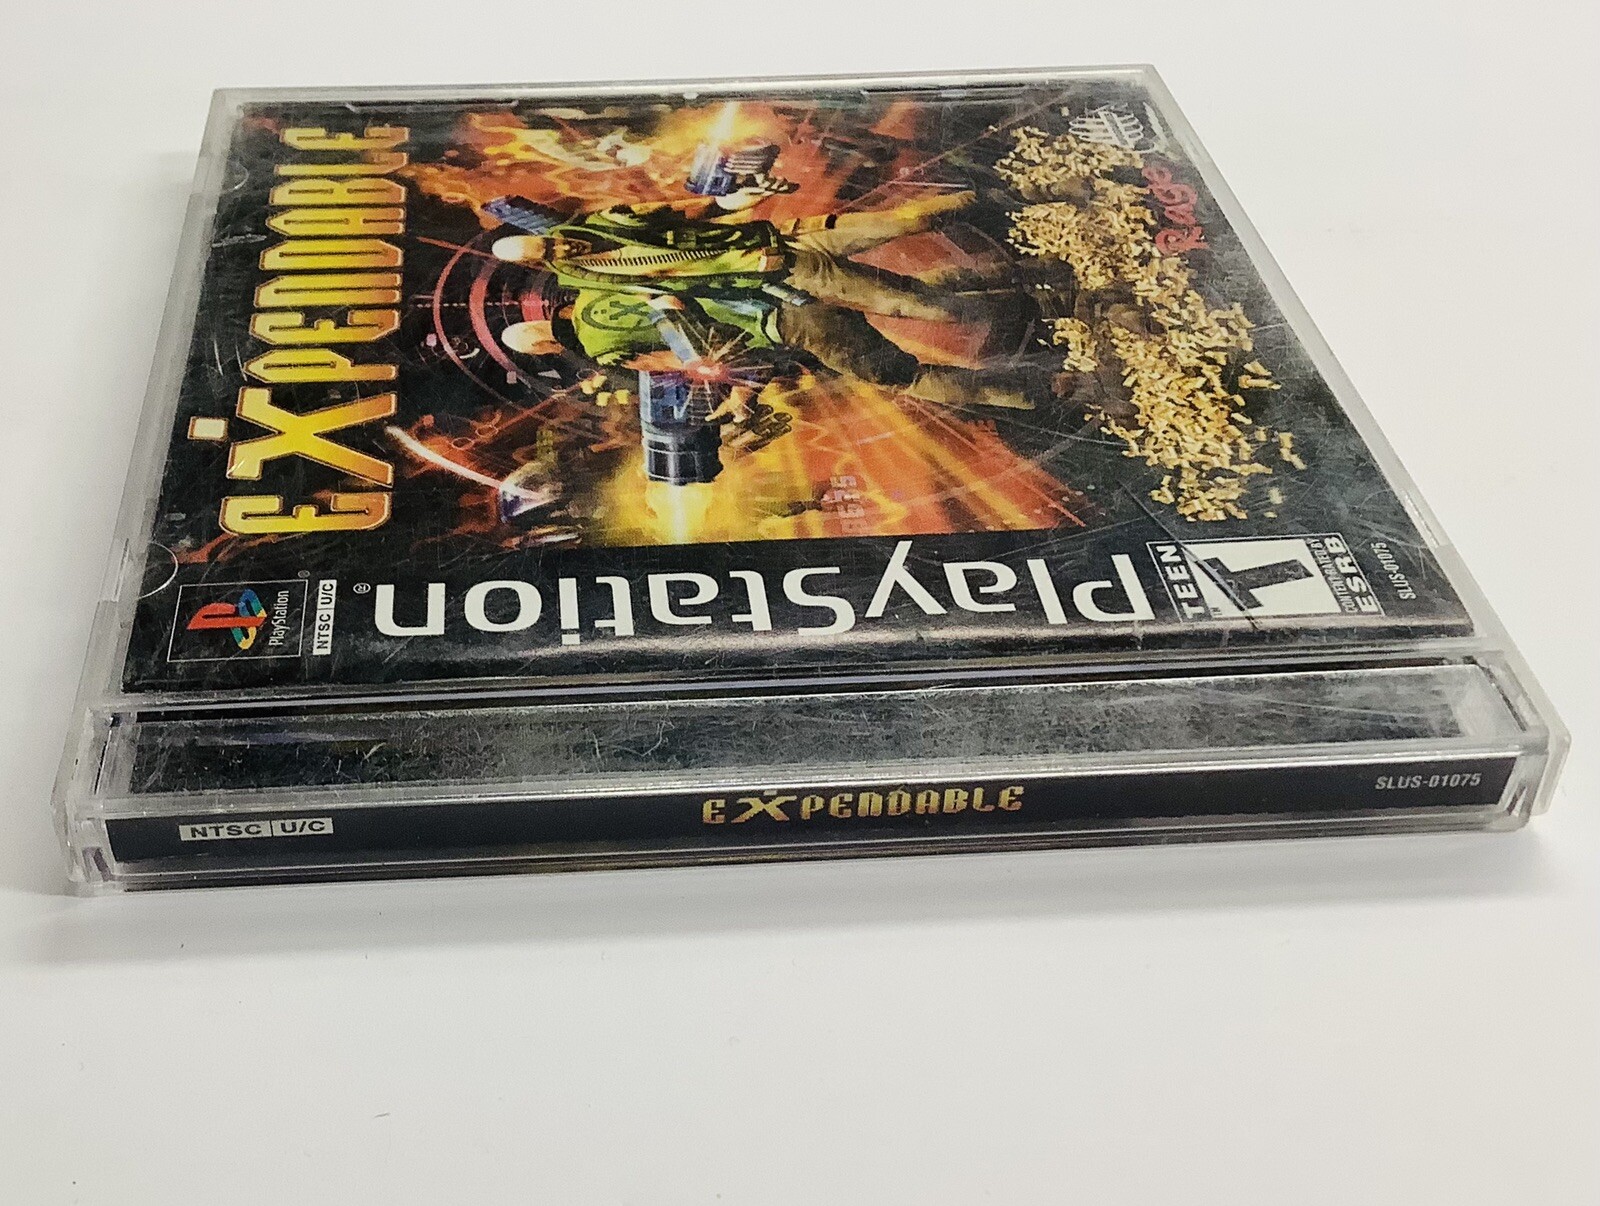 EXPENDABLE
Rage
PlayStation
NTSC U/C
PlayStation
TEEN
CONTENT RATED BY
ESRB
SLUS-01075
NTSC U/C
EXPENDABLE
SLUS-01075